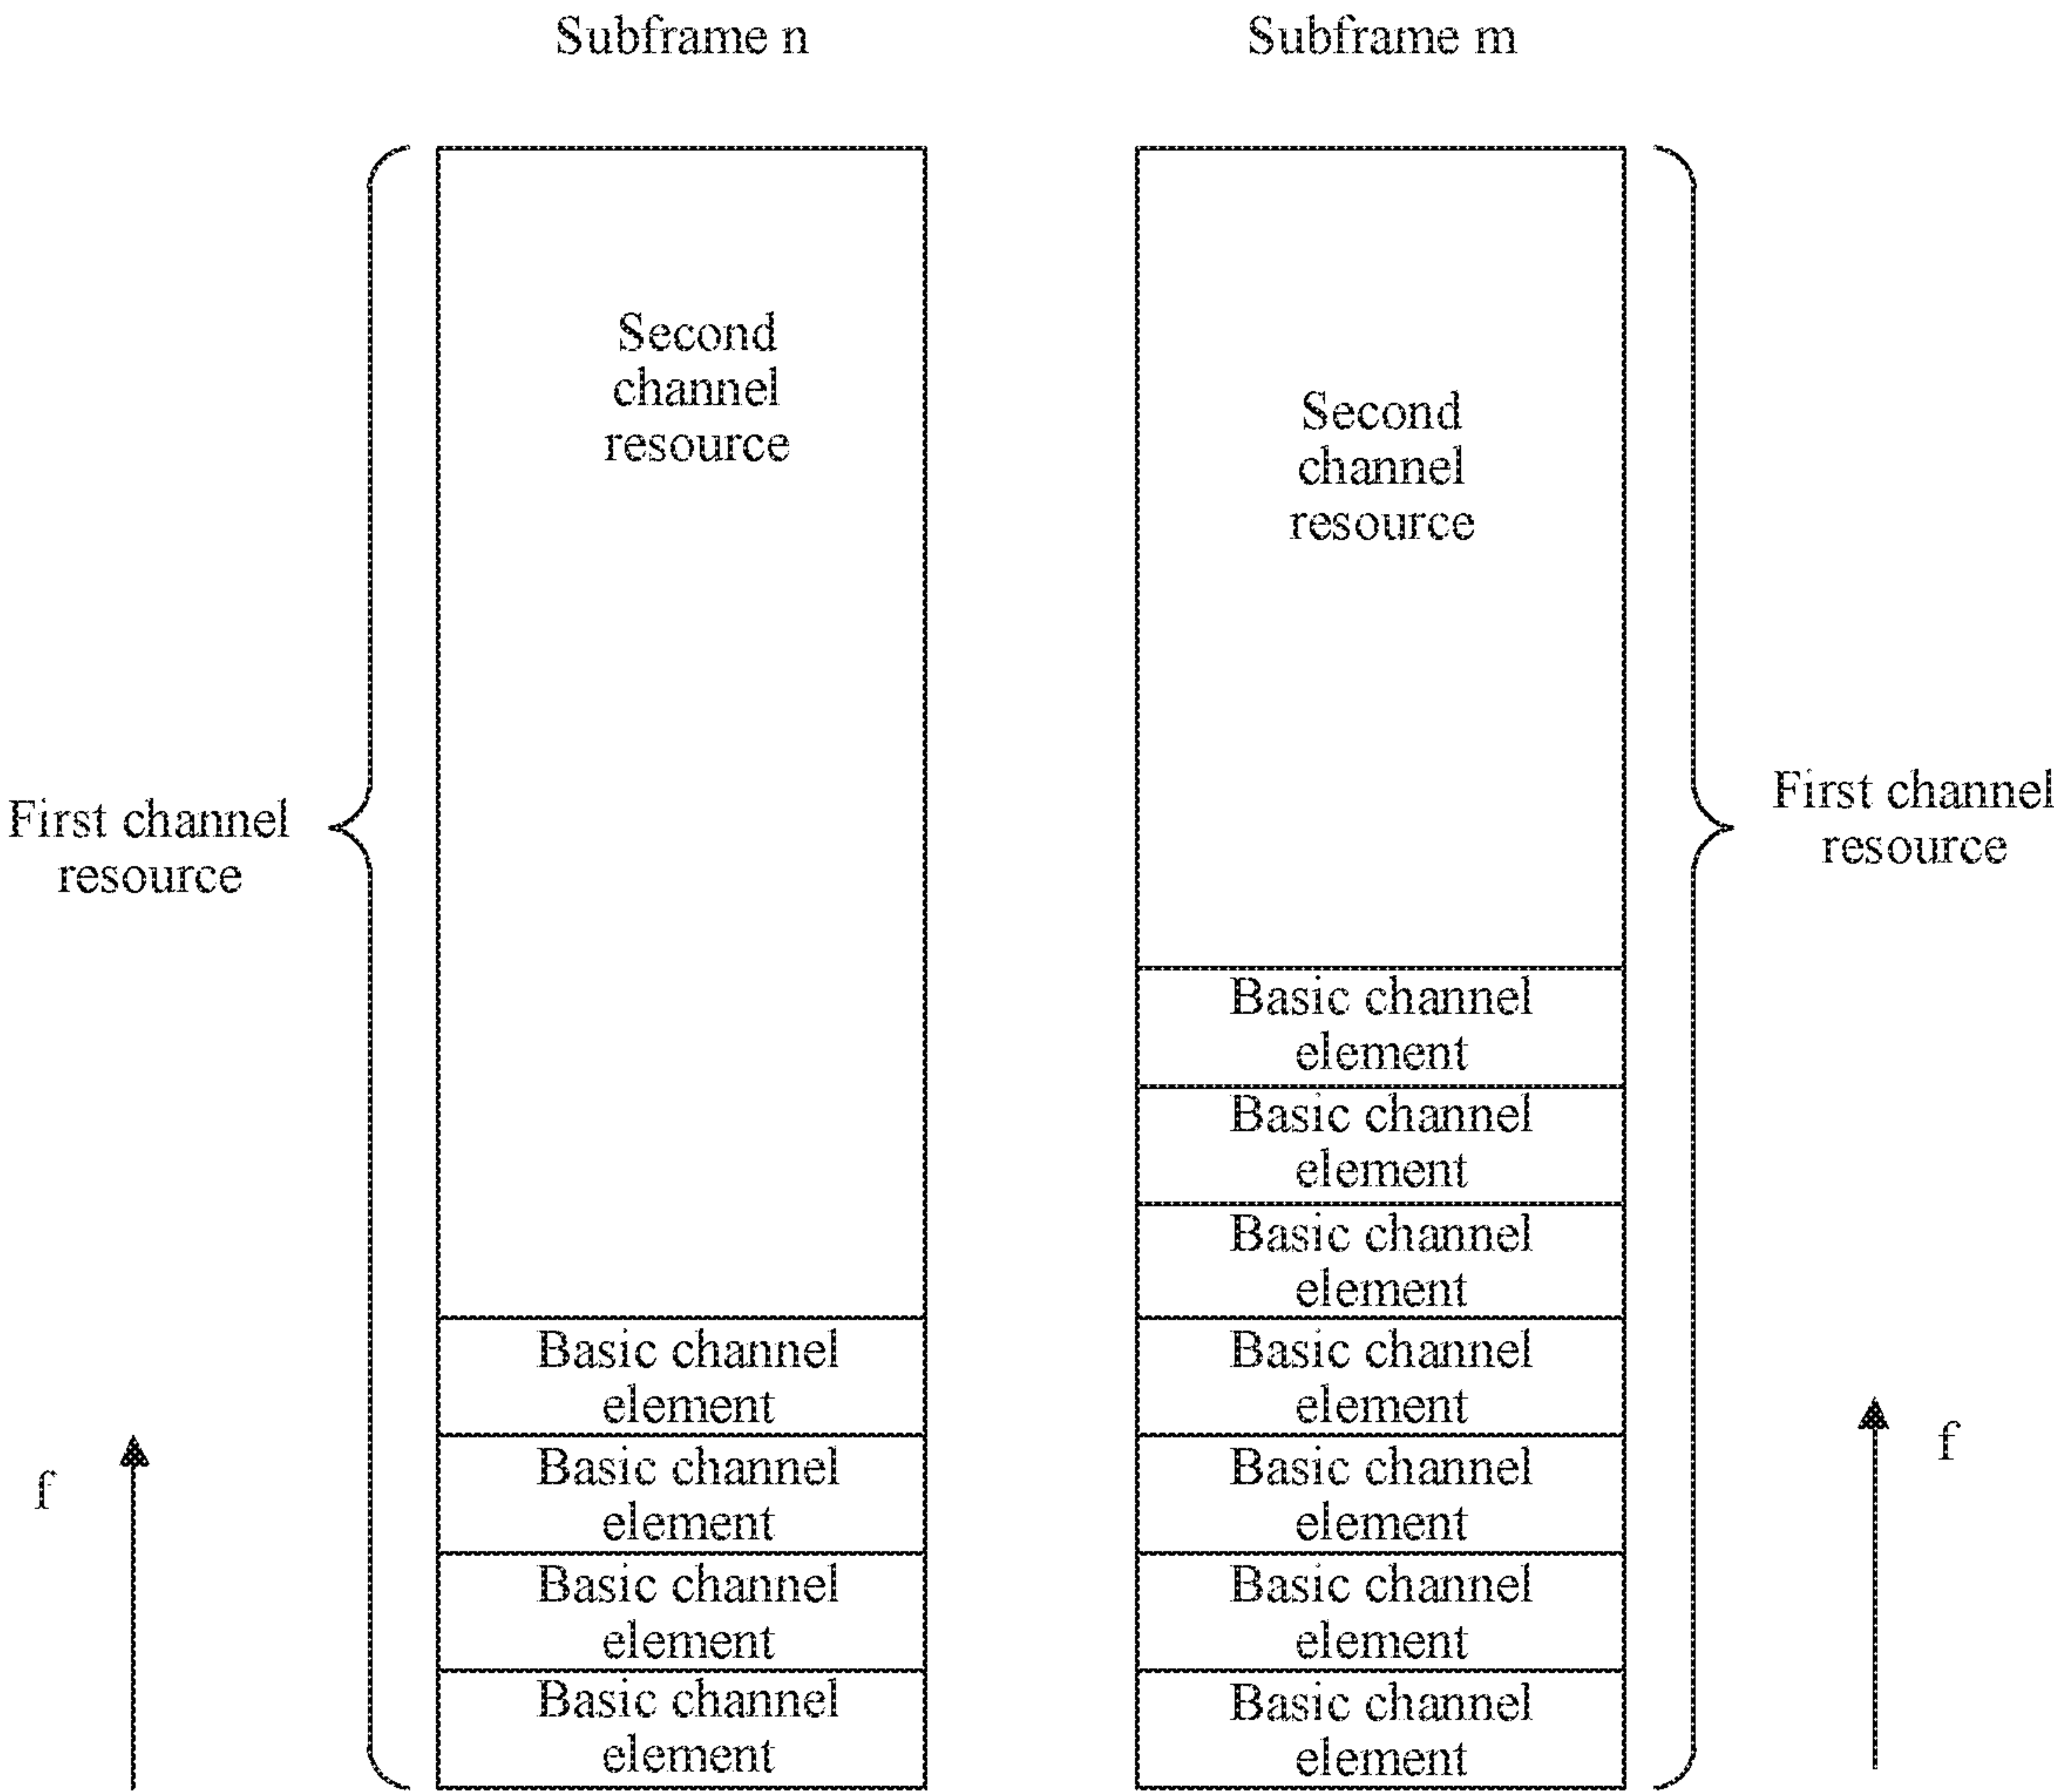 Subframe n
Subframe m
Second
channel
resource
Second
channel
resource
First channel
resource
First channel
resource
Basic channel
element
Basic channel
element
Basic channel
element
Basic channel
element
Basic channel
element
Basic channel
element
Basic channel
element
Basic channel
element
Basic channel
element
Basic channel
element
Basic channel
element
f
f